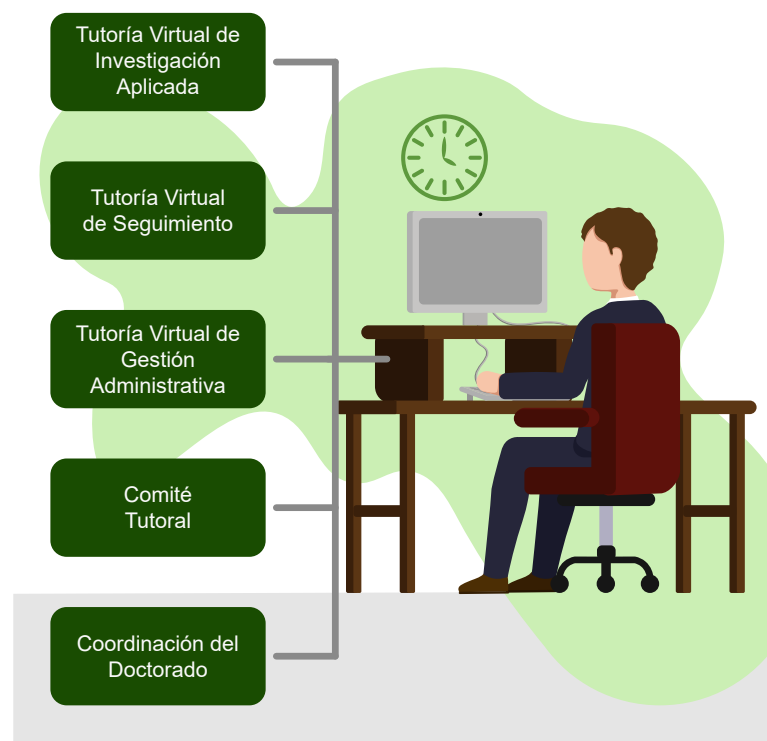 Tutoría Virtual de
Investigación
Aplicada
Tutoría Virtual
de Seguimiento
Tutoría Virtual de
Gestión
Administrativa
Comité
Tutoral
Coordinación del
Doctorado